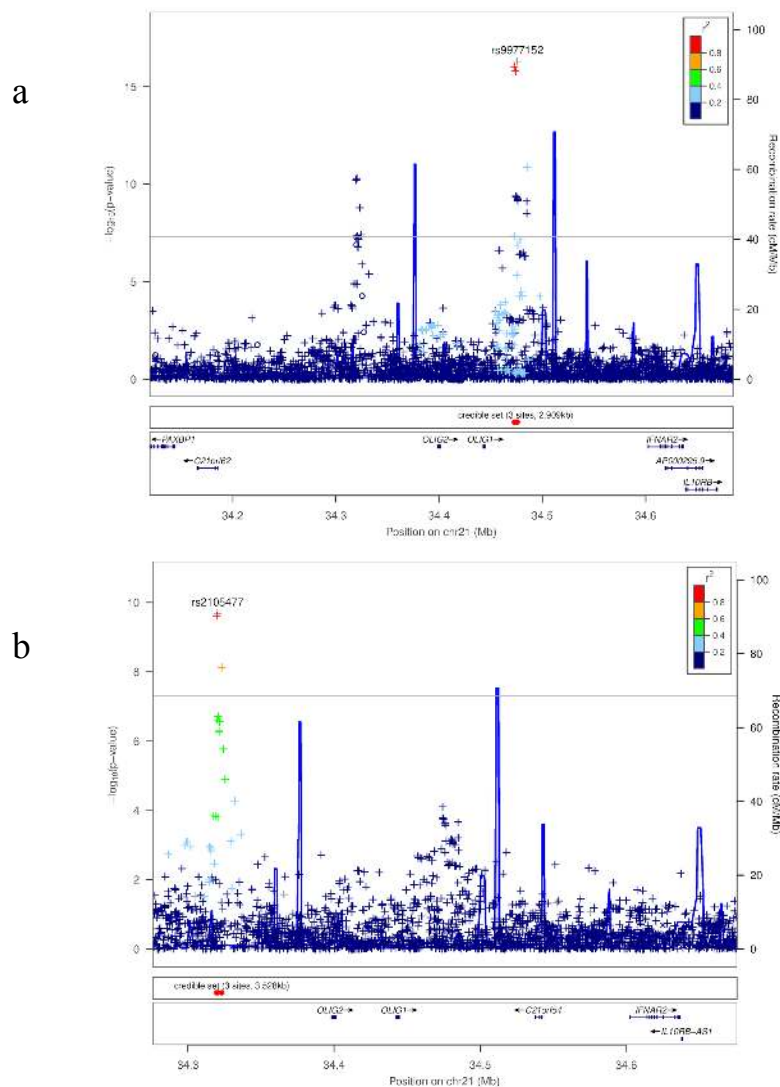 a
rs9977152
r²
0.8
0.6
0.4
0.2
15
10
5
0
100
80
60
40
20
0
−log₁₀(p-value)
Recombination rate (cM/Mb)
credible set (3 sites, 2.909kb)
←PAXBP1
OLIG2→
OLIG1→
IFNAR2→
IL10RB→
34.2
34.3
34.4
34.5
34.6
Position on chr21 (Mb)
b
rs2105477
r²
0.8
0.6
0.4
0.2
10
8
6
4
2
0
100
80
60
40
20
0
−log₁₀(p-value)
Recombination rate (cM/Mb)
credible set (3 sites, 3.528kb)
OLIG2→
OLIG1→
IFNAR2→
←IL10RB−AS1
34.3
34.4
34.5
34.6
Position on chr21 (Mb)